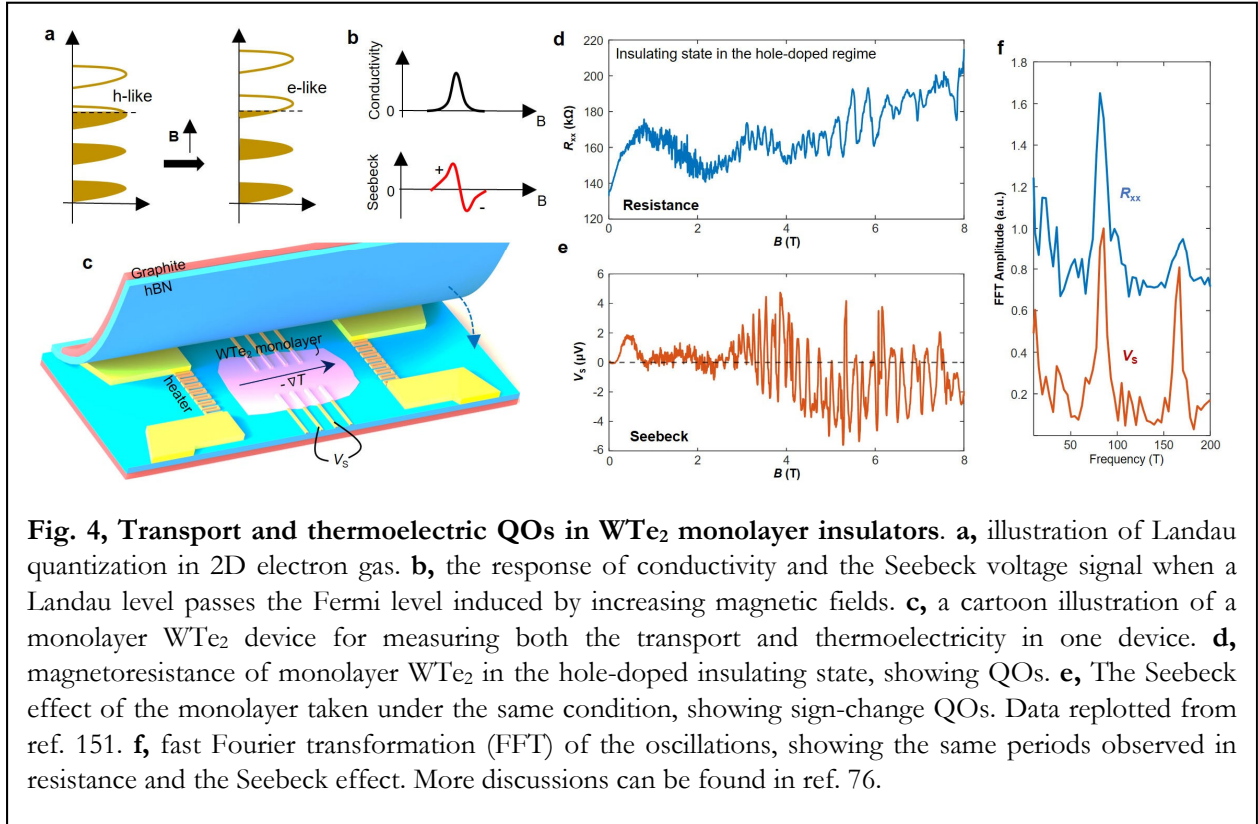 a
h-like
e-like
B
b
Conductivity
0
B
Seebeck
+
0
-
B
c
Graphite
hBN
WTe₂ monolayer
- ∇T
heater
Vₛ
d
Insulating state in the hole-doped regime
220
200
180
160
140
120
Rₓₓ (kΩ)
Resistance
0
2
4
6
8
B (T)
e
6
4
2
0
-2
-4
-6
Vₛ (µV)
Seebeck
0
2
4
6
8
B (T)
f
1.8
1.6
1.4
1.2
1.0
0.8
0.6
0.4
0.2
FFT Amplitude (a.u.)
Rₓₓ
Vₛ
50
100
150
200
Frequency (T)
Fig. 4, Transport and thermoelectric QOs in WTe₂ monolayer insulators. a, illustration of Landau
quantization in 2D electron gas. b, the response of conductivity and the Seebeck voltage signal when a
Landau level passes the Fermi level induced by increasing magnetic fields. c, a cartoon illustration of a
monolayer WTe₂ device for measuring both the transport and thermoelectricity in one device. d,
magnetoresistance of monolayer WTe₂ in the hole-doped insulating state, showing QOs. e, The Seebeck
effect of the monolayer taken under the same condition, showing sign-change QOs. Data replotted from
ref. 151. f, fast Fourier transformation (FFT) of the oscillations, showing the same periods observed in
resistance and the Seebeck effect. More discussions can be found in ref. 76.